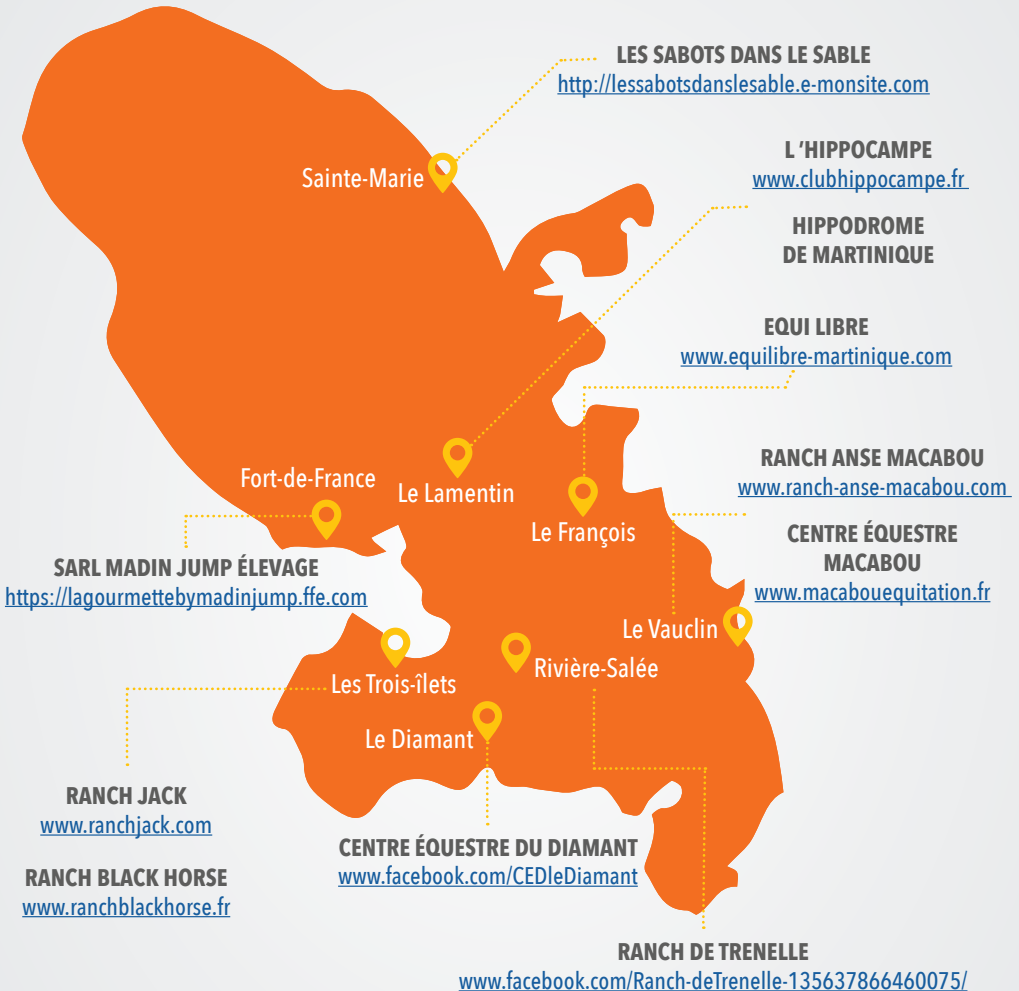 LES SABOTS DANS LE SABLE
http://lessabotsdanslesable.e-monsite.com
Sainte-Marie
L 'HIPPOCAMPE
www.clubhippocampe.fr
HIPPODROME
DE MARTINIQUE
EQUI LIBRE
www.equilibre-martinique.com
RANCH ANSE MACABOU
www.ranch-anse-macabou.com
CENTRE ÉQUESTRE
MACABOU
www.macabouequitation.fr
Fort-de-France
Le Lamentin
Le François
SARL MADIN JUMP ÉLEVAGE
https://lagourmettebymadinjump.ffe.com
Le Vauclin
Rivière-Salée
Les Trois-îlets
Le Diamant
RANCH JACK
www.ranchjack.com
RANCH BLACK HORSE
www.ranchblackhorse.fr
CENTRE ÉQUESTRE DU DIAMANT
www.facebook.com/CEDleDiamant
RANCH DE TRENELLE
www.facebook.com/Ranch-deTrenelle-135637866460075/